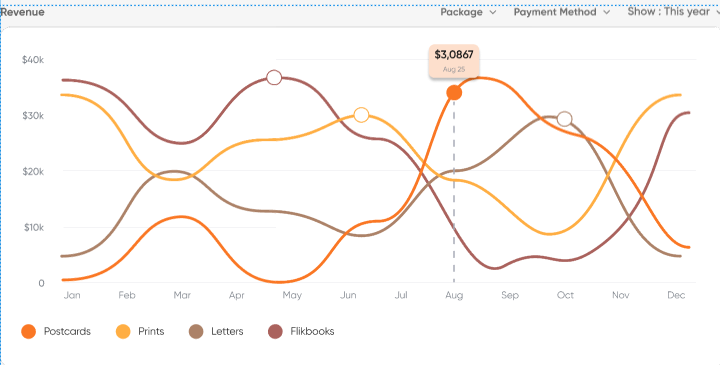 Revenue Package Payment Method Show : This year
$3,0867
Aug 25
$40k
$30k
$20k
$10k
0
Jan Feb Mar Apr May Jun Jul Aug Sep Oct Nov Dec
Postcards Prints Letters Flikbooks